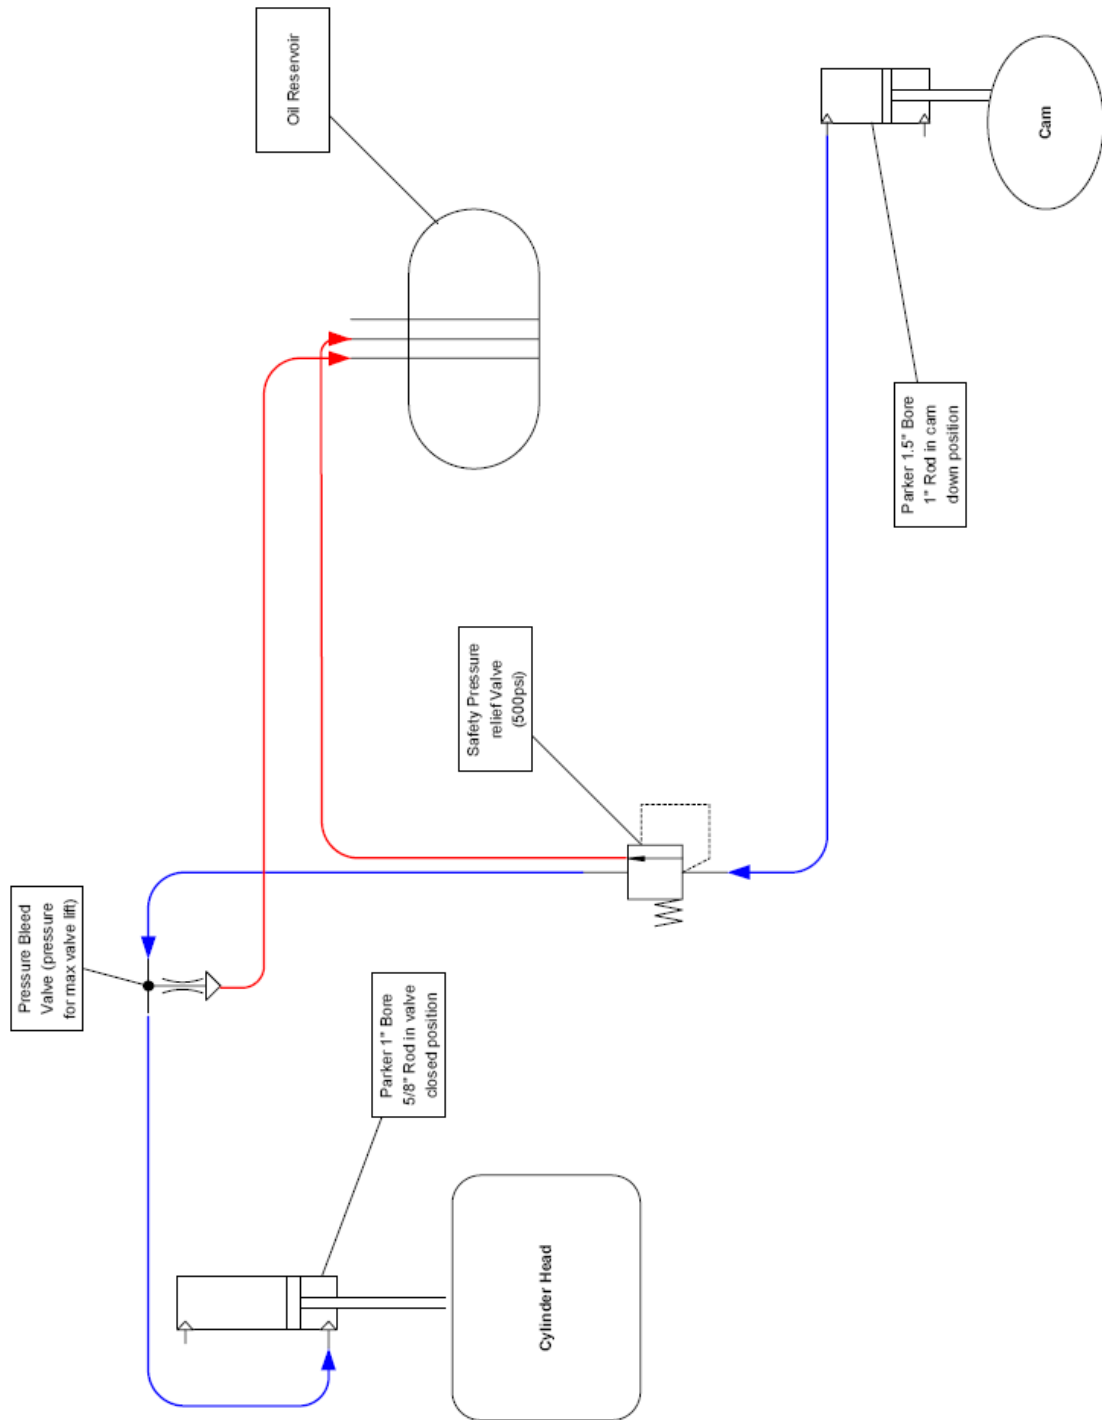 Oil Reservoir
Cam
Parker 1.5" Bore
1" Rod in cam
down position
Safety Pressure
relief Valve
(500psi)
Pressure Bleed
Valve (pressure
for max valve lift)
Parker 1" Bore
5/8" Rod in valve
closed position
Cylinder Head